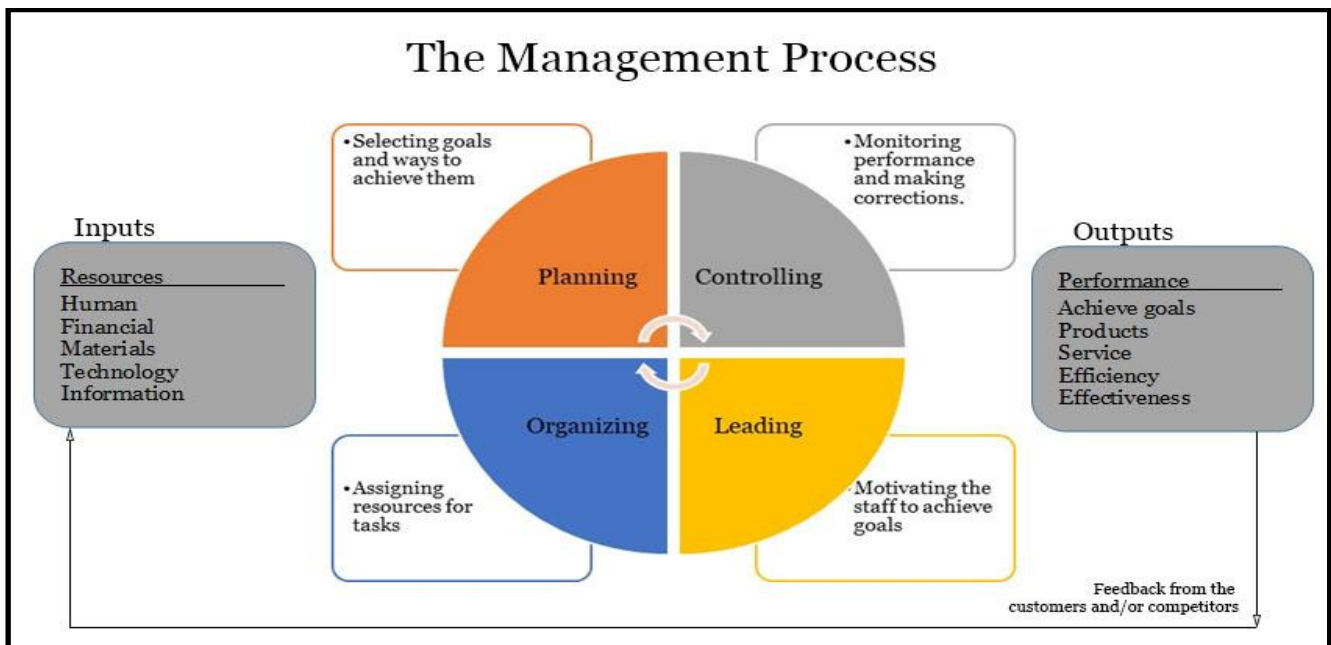 The Management Process
•Selecting goals
and ways to
achieve them
•Monitoring
performance
and making
corrections.
Inputs
Resources
Human
Financial
Materials
Technology
Information
Planning
Controlling
Outputs
Performance
Achieve goals
Products
Service
Efficiency
Effectiveness
Organizing
Leading
•Assigning
resources for
tasks
•Motivating the
staff to achieve
goals
Feedback from the
customers and/or competitors